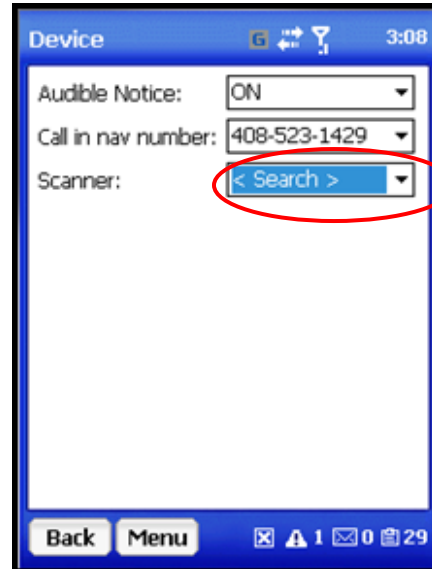 Device G 3:08
Audible Notice: ON
Call in nav number: 408-523-1429
Scanner: < Search >
Back Menu 1 0 29